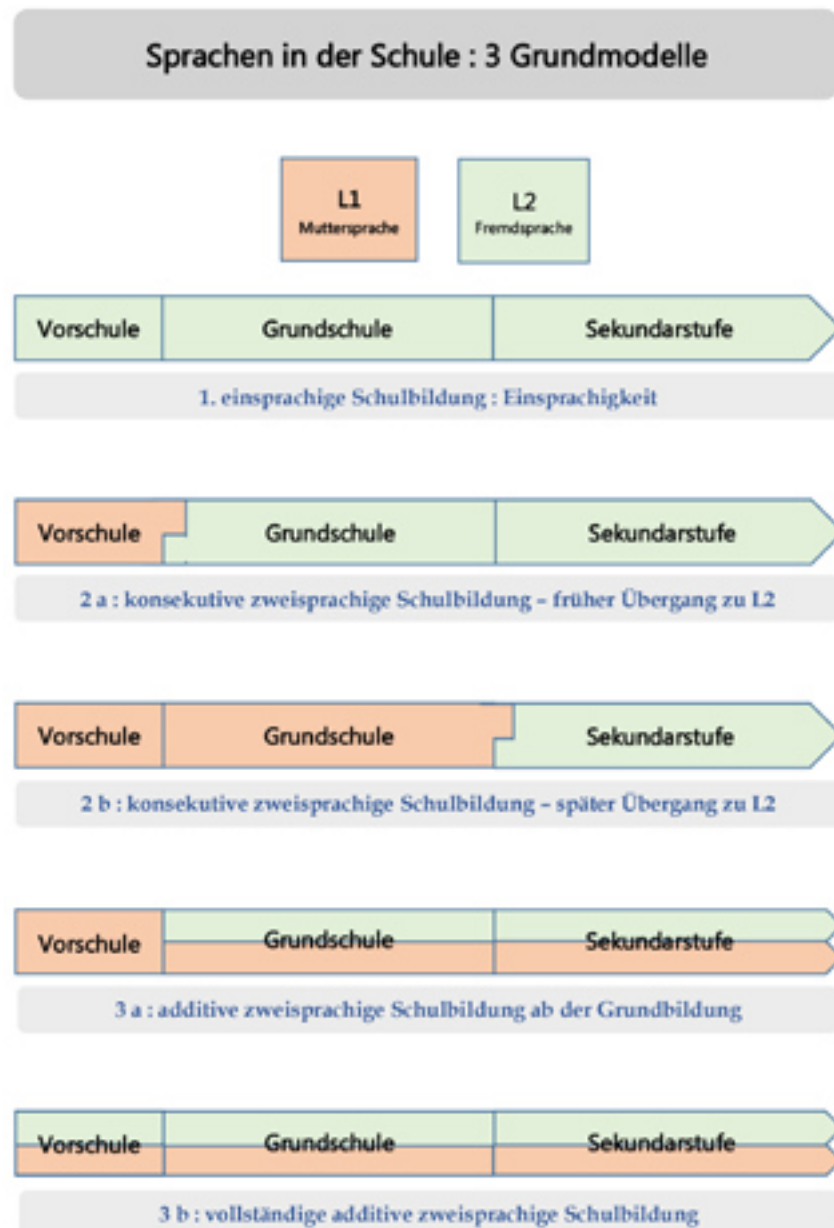 Sprachen in der Schule : 3 Grundmodelle
L1
Muttersprache
L2
Fremdsprache
Vorschule
Grundschule
Sekundarstufe
1. einsprachige Schulbildung : Einsprachigkeit
Vorschule
Grundschule
Sekundarstufe
2 a : konsekutive zweisprachige Schulbildung – früher Übergang zu L2
Vorschule
Grundschule
Sekundarstufe
2 b : konsekutive zweisprachige Schulbildung – später Übergang zu L2
Vorschule
Grundschule
Sekundarstufe
3 a : additive zweisprachige Schulbildung ab der Grundbildung
Vorschule
Grundschule
Sekundarstufe
3 b : vollständige additive zweisprachige Schulbildung